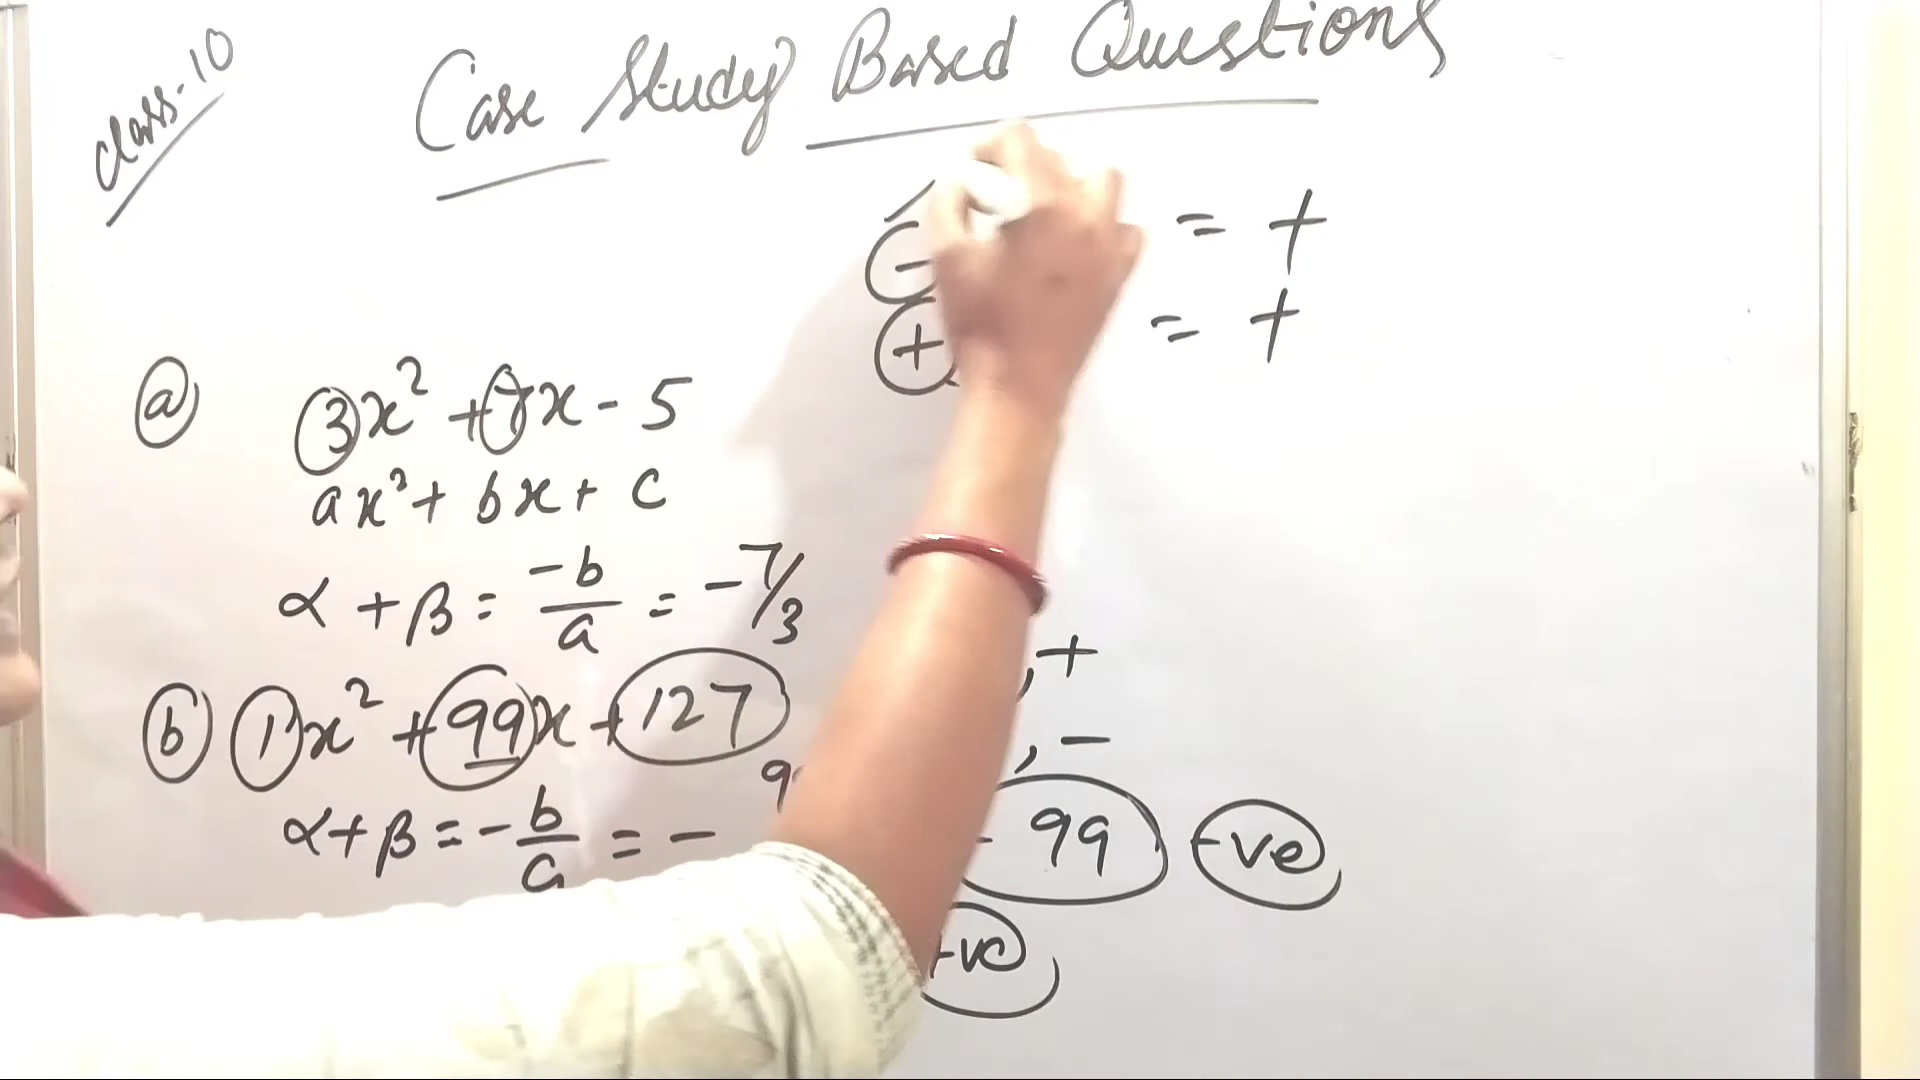 class-10
Case Study Based Questions
- = +
+ = +
a 3x² + 7x - 5
ax² + bx + c
α + β = -b/a = -7/3
, +
b 1x² + 99x + 127
, -
α + β = - b/a = - 99 -ve
+ve